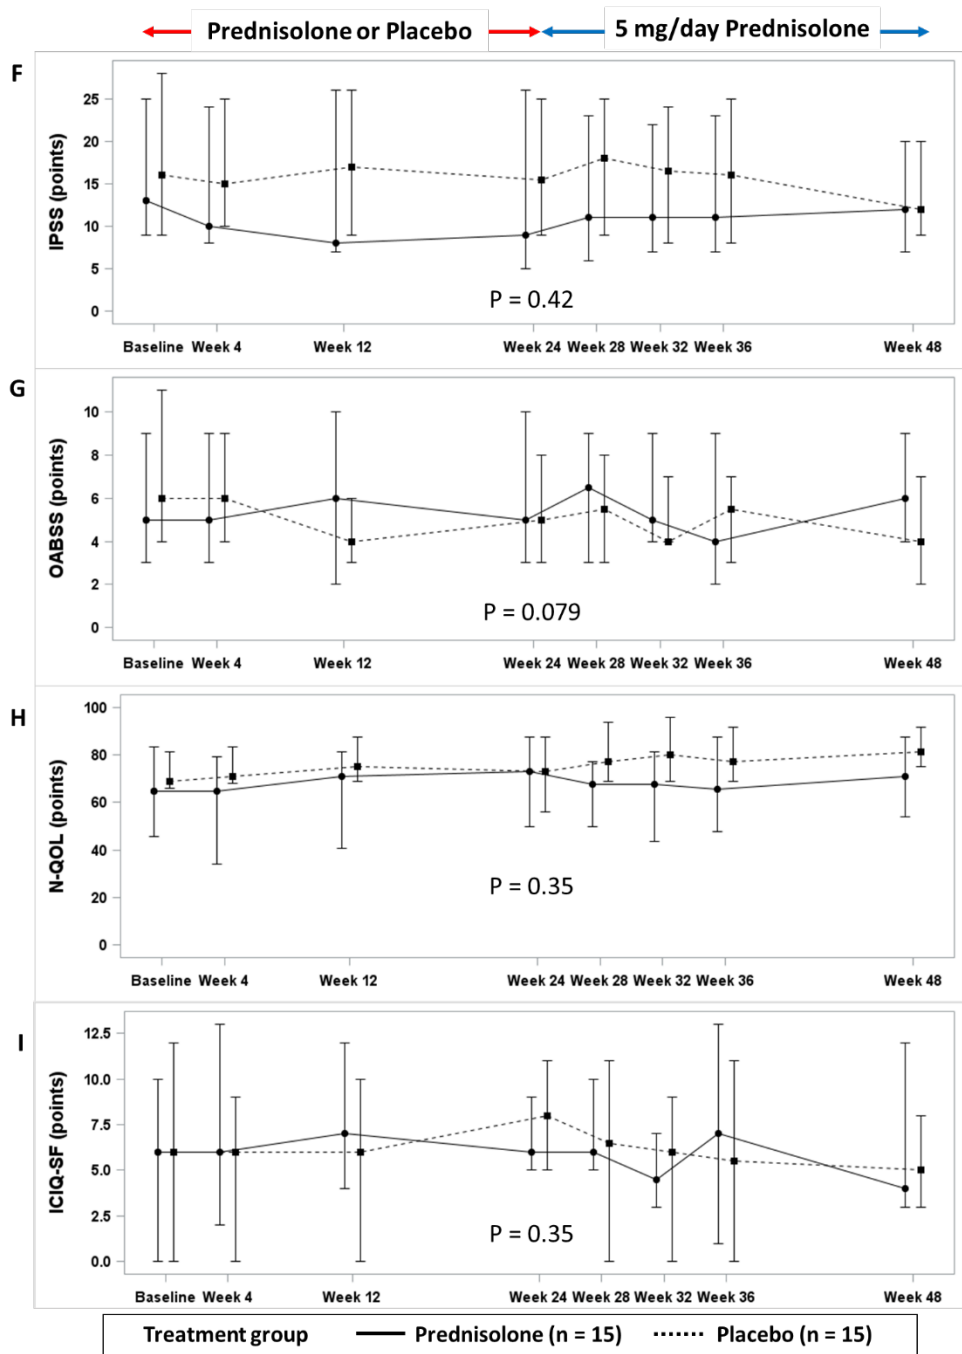 Prednisolone or Placebo 5 mg/day Prednisolone
F
IPSS (points)
25
20
15
10
5
0
P = 0.42
Baseline Week 4 Week 12 Week 24 Week 28 Week 32 Week 36 Week 48
G
OABSS (points)
10
8
6
4
2
0
P = 0.079
Baseline Week 4 Week 12 Week 24 Week 28 Week 32 Week 36 Week 48
H
N-QOL (points)
100
80
60
40
20
0
P = 0.35
Baseline Week 4 Week 12 Week 24 Week 28 Week 32 Week 36 Week 48
I
ICIQ-SF (points)
12.5
10.0
7.5
5.0
2.5
0.0
P = 0.35
Baseline Week 4 Week 12 Week 24 Week 28 Week 32 Week 36 Week 48
Treatment group Prednisolone (n = 15) Placebo (n = 15)